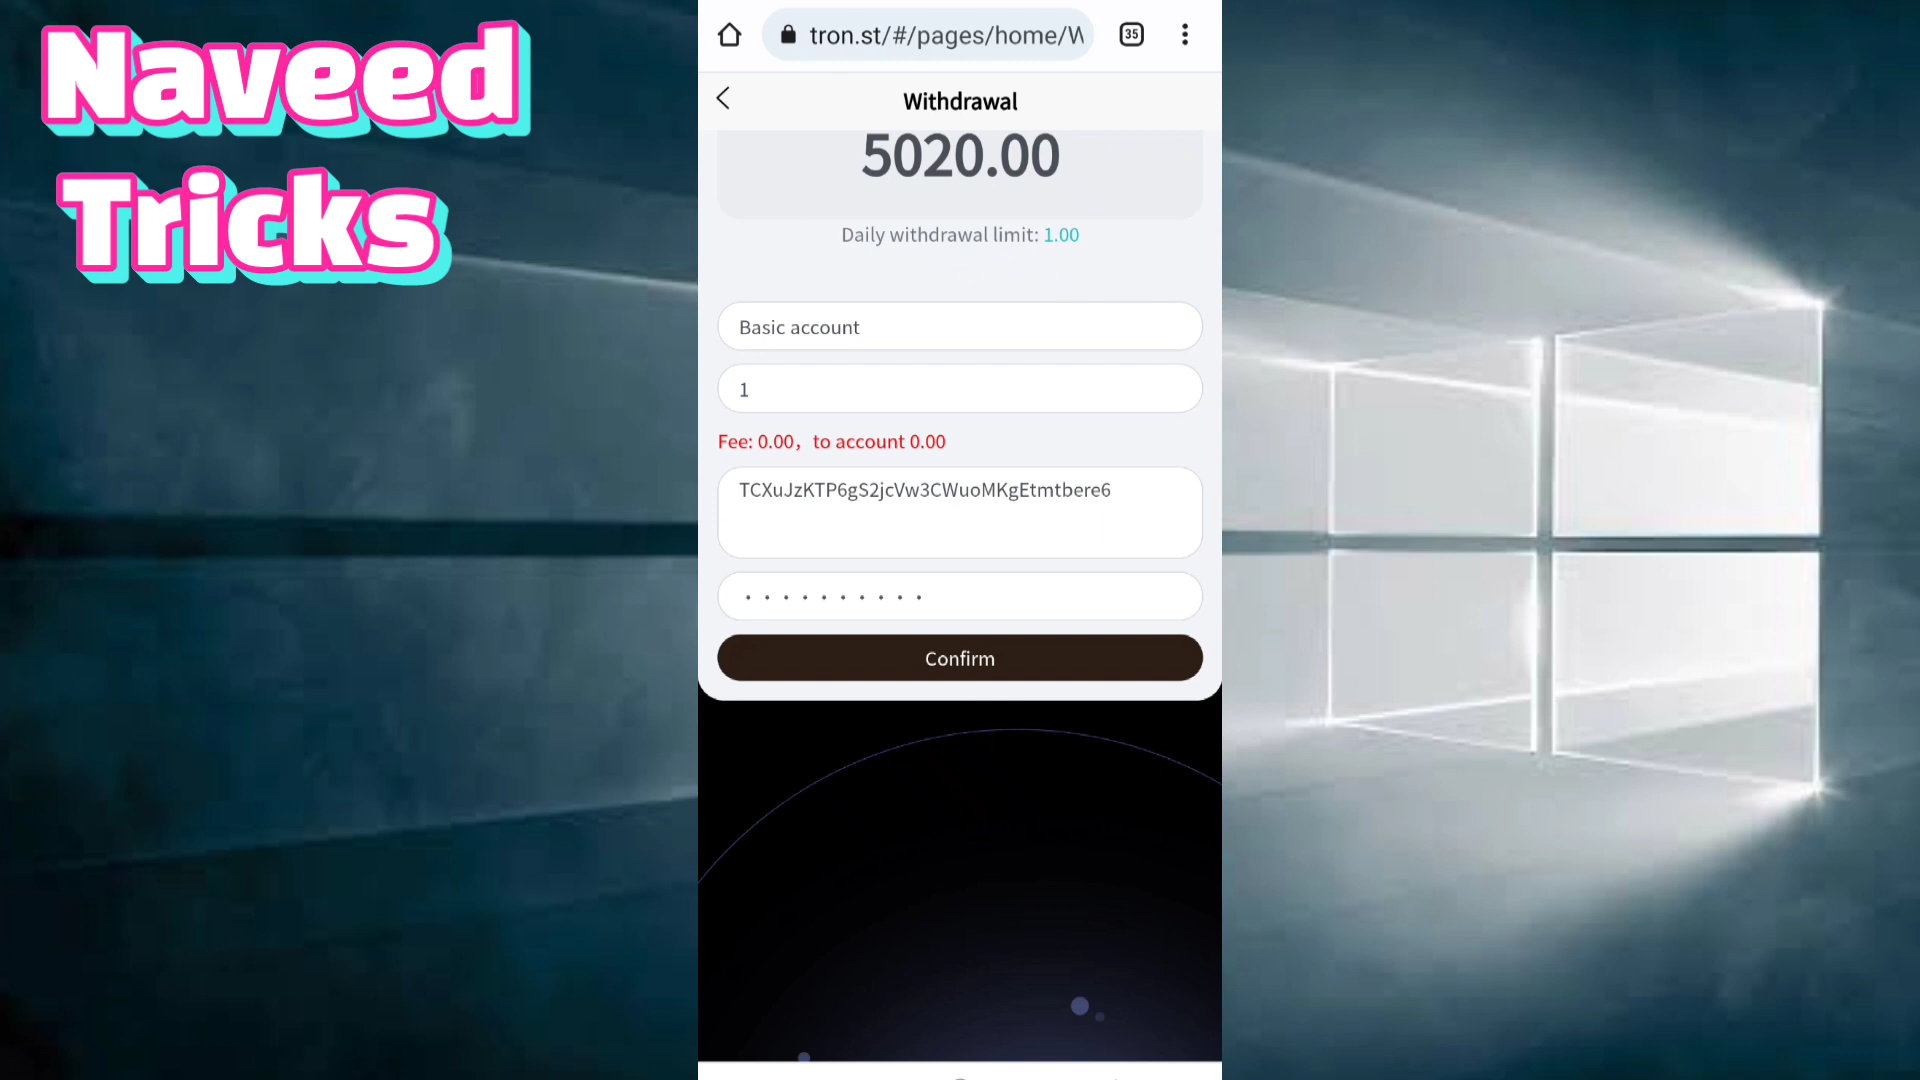 Naveed
Tricks
tron.st/#/pages/home/W
35
Withdrawal
5020.00
Daily withdrawal limit: 1.00
Basic account
1
Fee: 0.00， to account 0.00
TCXuJzKTP6gS2jcVw3CWuoMKgEtmtbere6
Confirm